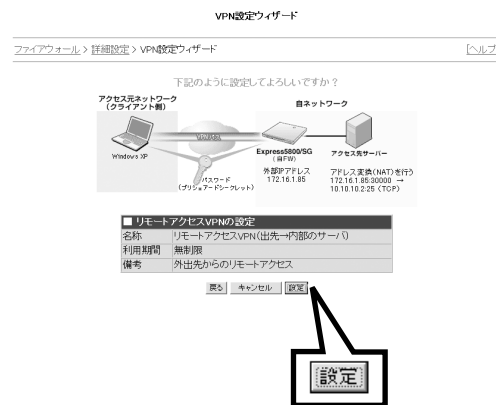 VPN設定ウィザード
ファイアウォール > 詳細設定 > VPN設定ウィザード
[ヘルプ
下記のように設定してよろしいですか？
アクセス元ネットワーク
（クライアント側）
自ネットワーク
Windows XP
パスワード
（プリシェアードシークレット）
Express5800/SG
（自FW）
外部IPアドレス
172.16.1.85
アクセス先サーバー
アドレス変換(NAT)を行う
172.16.1.85:30000 →
10.10.10.2:25 (TCP)
■ リモートアクセスVPNの設定
名称 リモートアクセスVPN(出先→内部のサーバ)
利用期間 無制限
備考 外出先からのリモートアクセス
戻る キャンセル 設定
設定